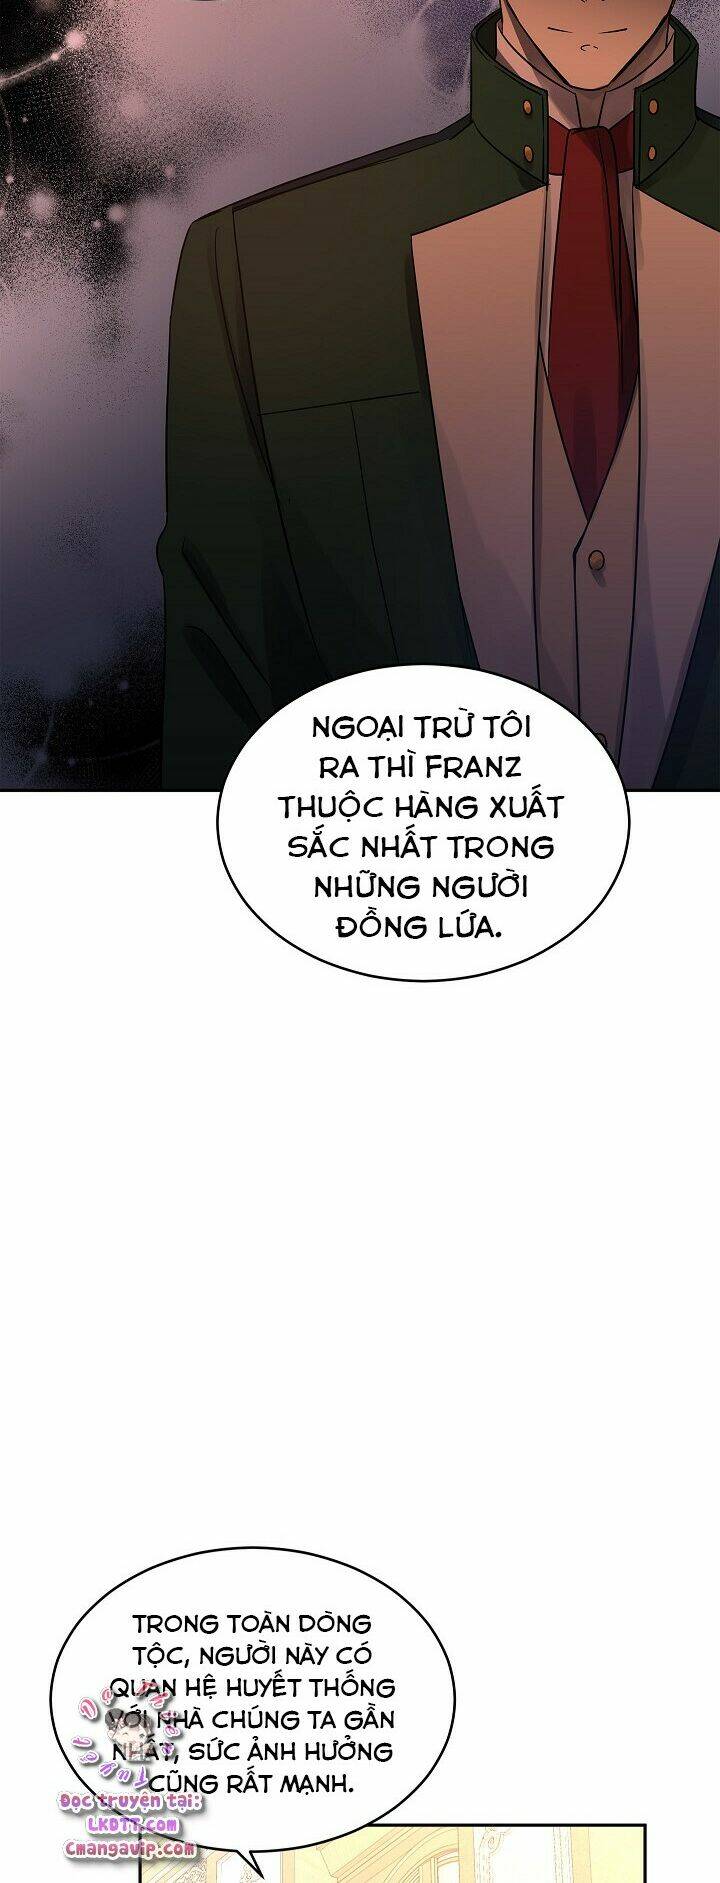 NGOẠI TRỪ TÔI
RA THÌ FRANZ
THUỘC HÀNG XUẤT
SẮC NHẤT TRONG
NHỮNG NGƯỜI
ĐỒNG LỨA.
TRONG TOÀN DÒNG
TỘC, NGƯỜI NÀY CÓ
QUAN HỆ HUYẾT THỐNG
VỚI NHÀ CHÚNG TA GẦN
NHẤT, SỨC ẢNH HƯỞNG
CŨNG RẤT MẠNH.
Đọc truyện tại:
LKDTT.com
Cmangavip.com